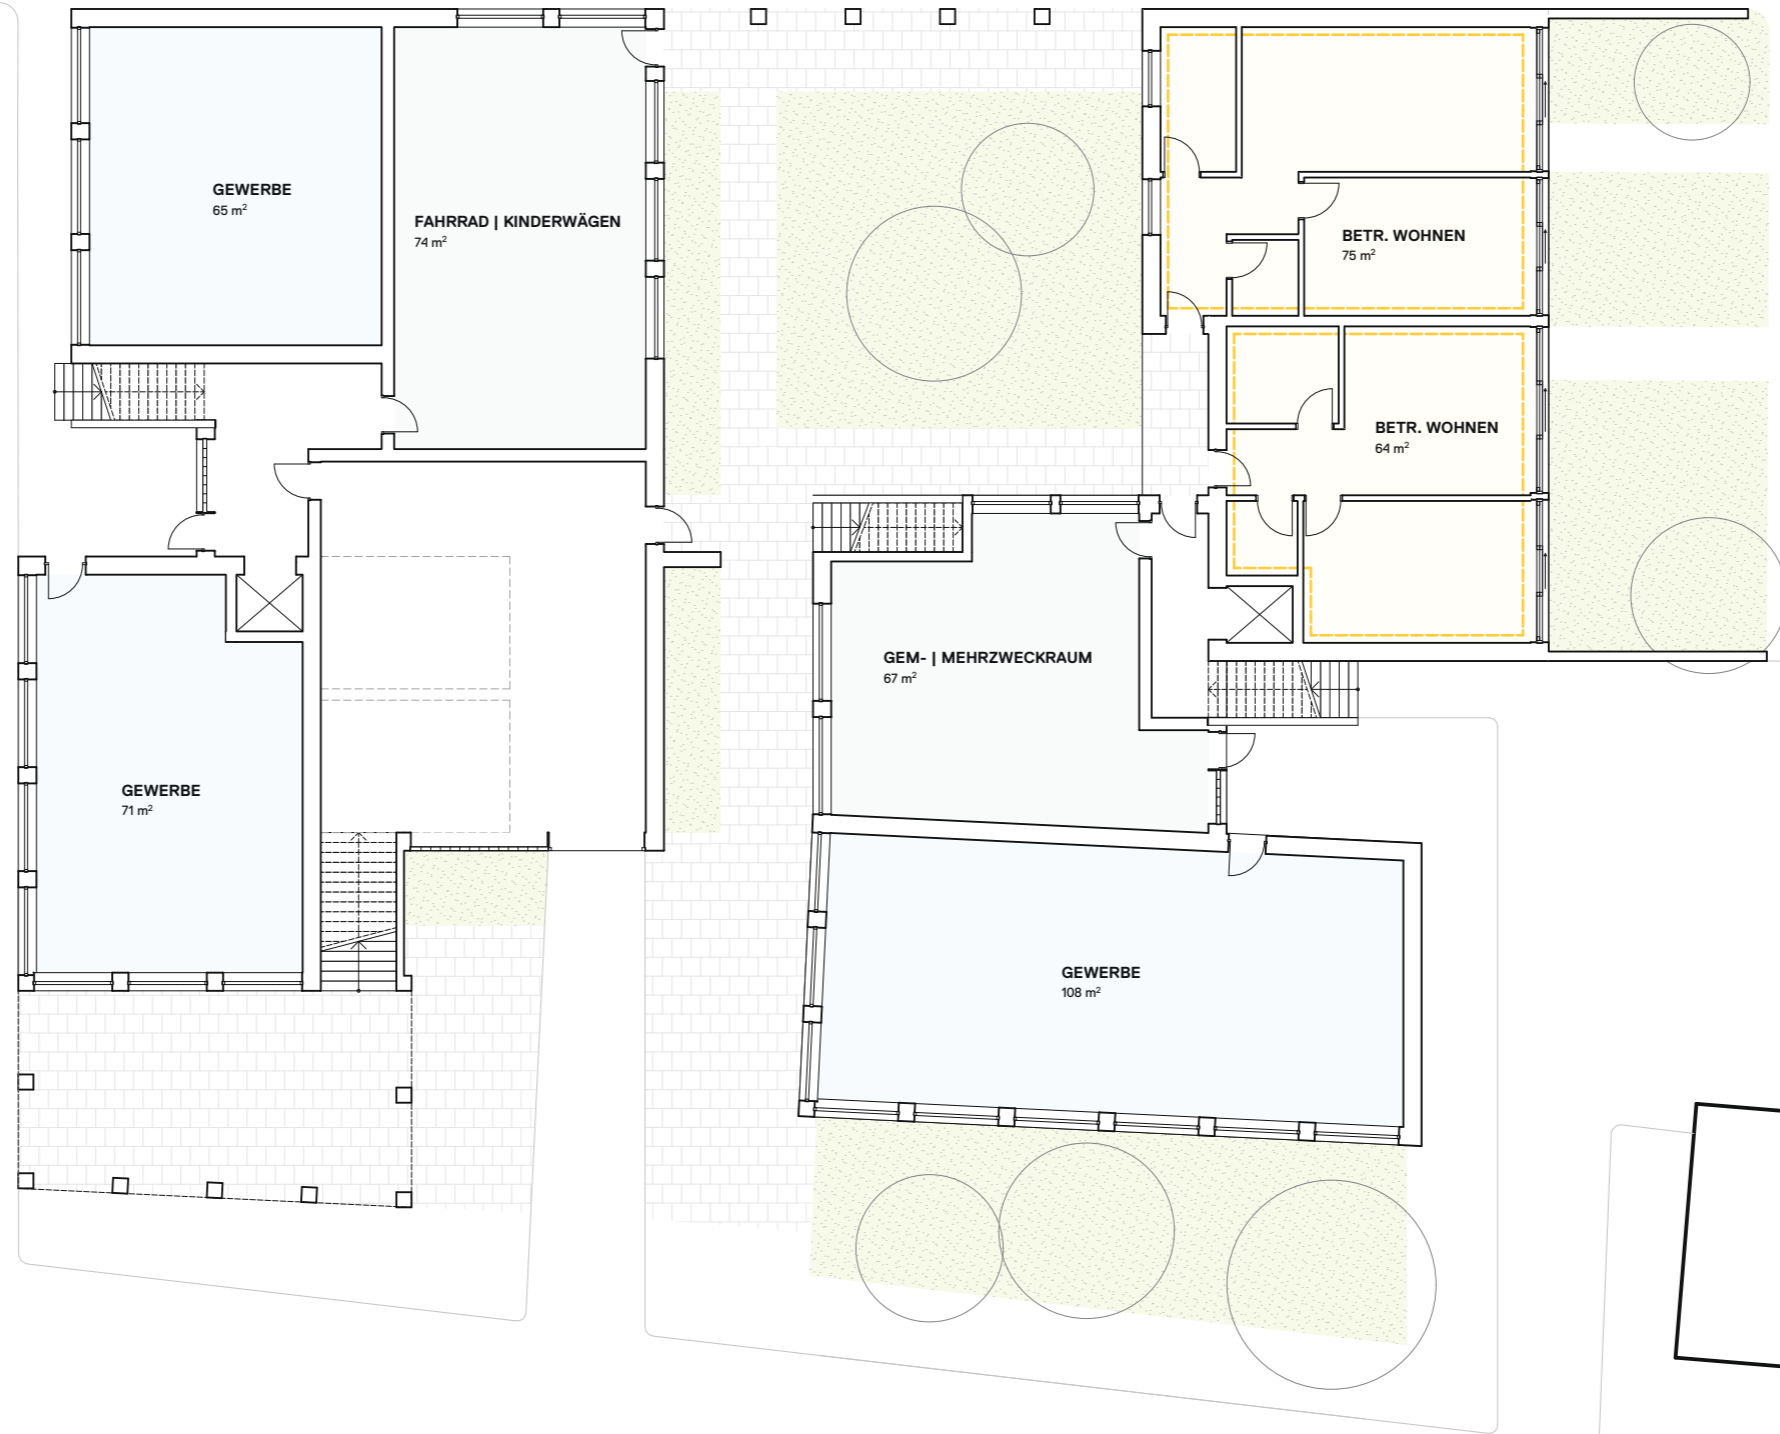 GEWERBE
65 m²
FAHRRAD | KINDERWÄGEN
74 m²
BETR. WOHNEN
75 m²
BETR. WOHNEN
64 m²
GEM- | MEHRZWECKRAUM
67 m²
GEWERBE
71 m²
GEWERBE
108 m²